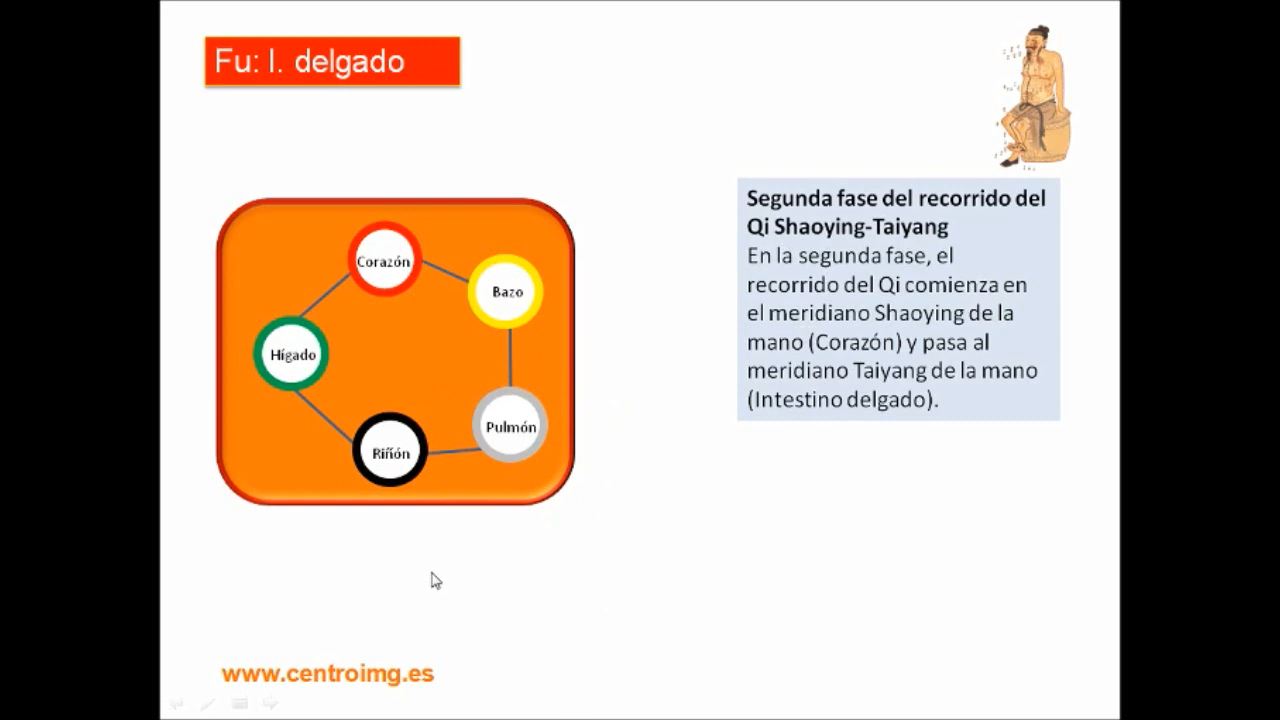 Fu: I. delgado
Segunda fase del recorrido del
Qi Shaoying-Taiyang
En la segunda fase, el
recorrido del Qi comienza en
el meridiano Shaoying de la
mano (Corazón) y pasa al
meridiano Taiyang de la mano
(Intestino delgado).
Corazón
Bazo
Hígado
Pulmón
Riñón
www.centroimg.es